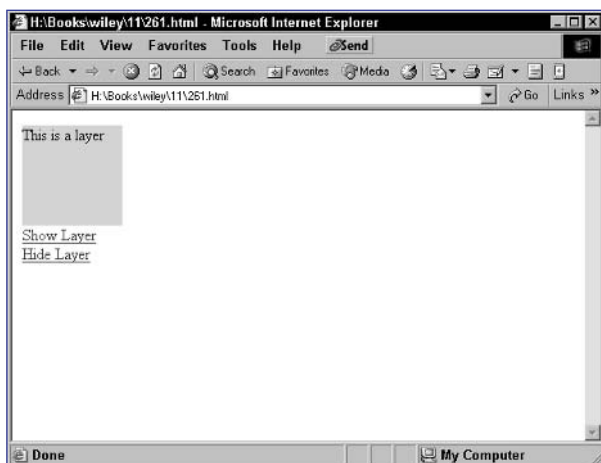 H:\Books\wiley\11\261.html - Microsoft Internet Explorer
File Edit View Favorites Tools Help Send
Back Search Favorites Media
Address H:\Books\wiley\11\261.html Go Links »
This is a layer
Show Layer
Hide Layer
Done My Computer